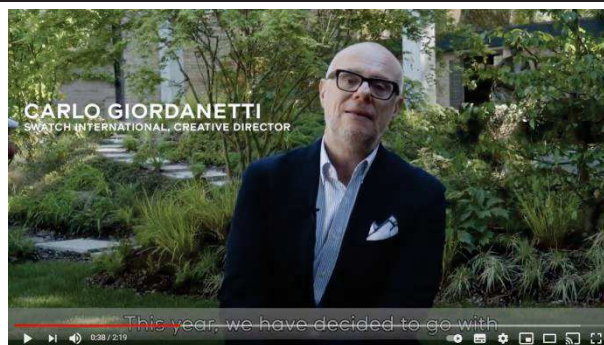 CARLO GIORDANETTI
SWATCH INTERNATIONAL, CREATIVE DIRECTOR
This year, we have decided to go with
0:38 / 2:19